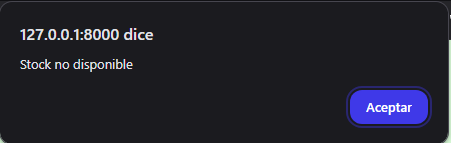 127.0.0.1:8000 dice
Stock no disponible
Aceptar